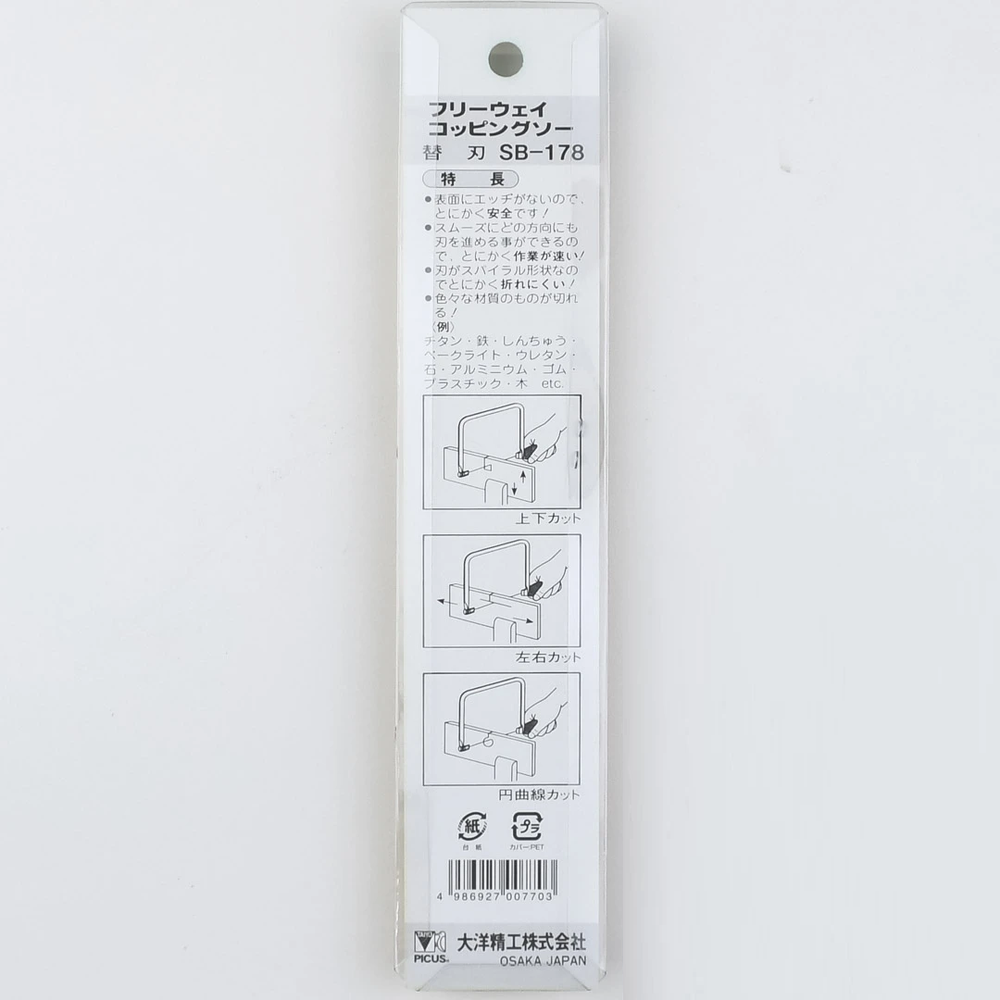 フリーウェイ
コッピングソー
替 刃 SB-178
特 長
●表面にエッヂがないので、
とにかく安全です！
●スムーズにどの方向にも
刃を進める事ができるの
で、とにかく作業が速い！
●刃がスパイラル形状なの
でとにかく折れにくい！
●色々な材質のものが切れ
る！
〈例〉
チタン・鉄・しんちゅう・
ベークライト・ウレタン・
石・アルミニウム・ゴム・
プラスチック・木 etc.
上下カット
左右カット
円曲線カット
紙 プラ
台 紙 カバー:PET
4 986927 007703
PICUS 大洋精工株式会社
OSAKA JAPAN